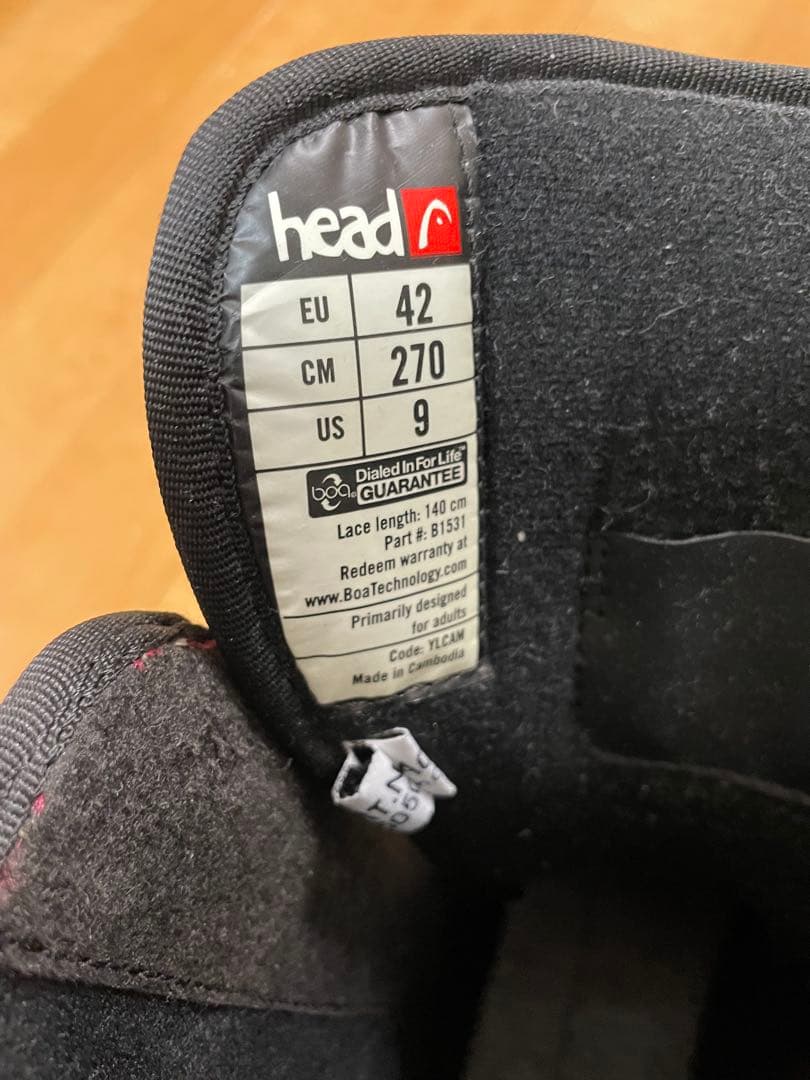 head
EU 42
CM 270
US 9
boa Dialed In For Life™
GUARANTEE
Lace length: 140 cm
Part #: B1531
Redeem warranty at
www.BoaTechnology.com
Primarily designed
for adults
Code: YLCAM
Made in Cambodia